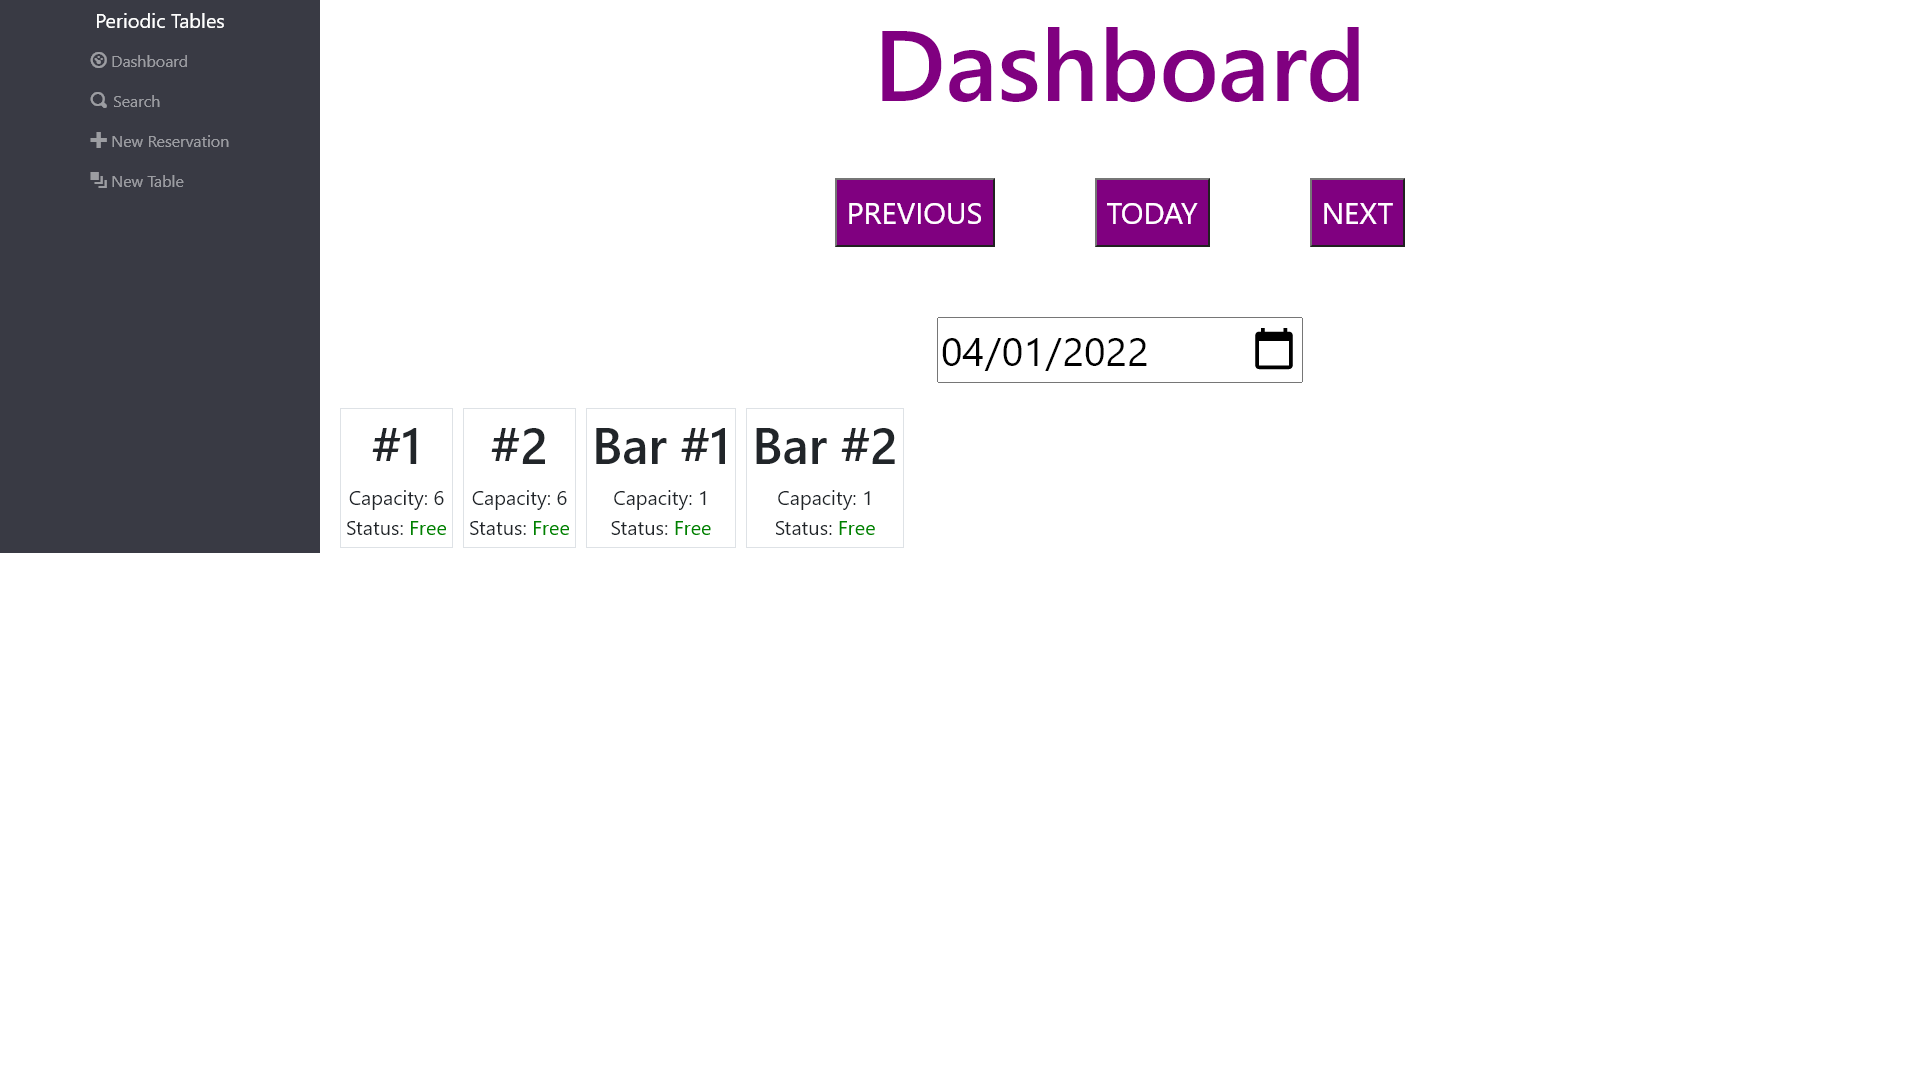 Periodic Tables
Dashboard
Search
New Reservation
New Table
Dashboard
PREVIOUS
TODAY
NEXT
04/01/2022
#1
Capacity: 6
Status: Free
#2
Capacity: 6
Status: Free
Bar #1
Capacity: 1
Status: Free
Bar #2
Capacity: 1
Status: Free